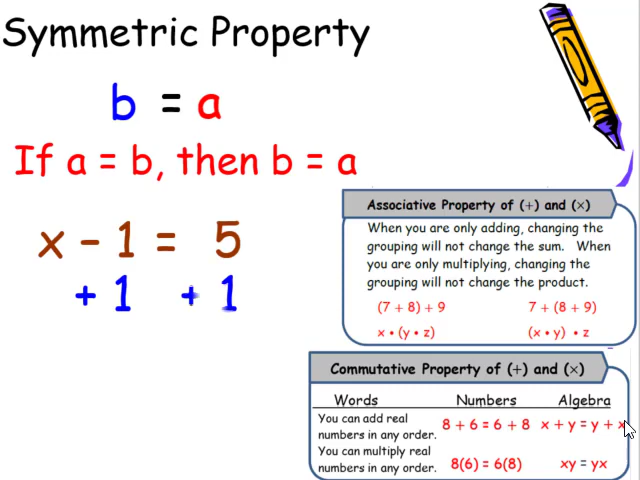 Symmetric Property
b = a
If a = b, then b = a
x − 1 = 5
+ 1 + 1
Associative Property of (+) and (×)
When you are only adding, changing the
grouping will not change the sum. When
you are only multiplying, changing the
grouping will not change the product.
(7 + 8) + 9 7 + (8 + 9)
x • (y • z) (x • y) • z
Commutative Property of (+) and (×)
Words Numbers Algebra
You can add real
numbers in any order.
8 + 6 = 6 + 8 x + y = y + x
You can multiply real
numbers in any order.
8(6) = 6(8) xy = yx